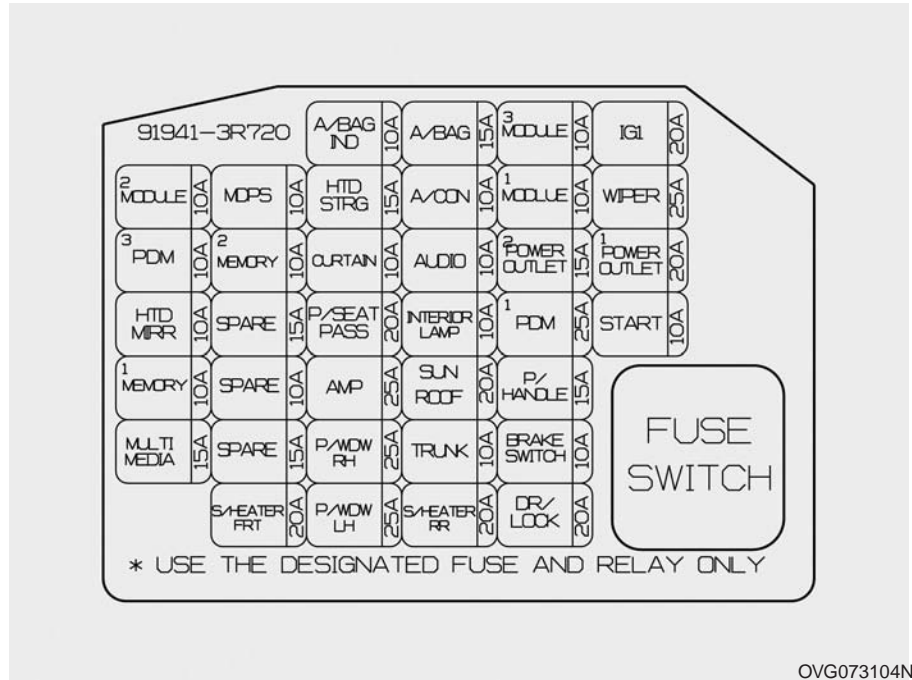 91941-3R720
A/BAG IND 10A
A/BAG 15A
3 MODULE 10A
IG1 20A
2 MODULE 10A
MDPS 10A
HTD STRG 15A
A/CON 10A
1 MODLUE 10A
WIPER 25A
3 PDM 10A
2 MEMORY 10A
CURTAIN 10A
AUDIO 10A
2 POWER OUTLET 15A
1 POWER OUTLET 20A
HTD MIRR 10A
SPARE 15A
P/SEAT PASS 20A
INTERIOR LAMP 10A
1 PDM 25A
START 10A
1 MEMORY 10A
SPARE 10A
AMP 25A
SUN ROOF 20A
P/HANDLE 15A
MULTI MEDIA 15A
SPARE 15A
P/WDW RH 25A
TRUNK 10A
BRAKE SWITCH 10A
FUSE SWITCH
S/HEATER FRT 20A
P/WDW LH 25A
S/HEATER RR 20A
DR/LOCK 20A
* USE THE DESIGNATED FUSE AND RELAY ONLY
OVG073104N